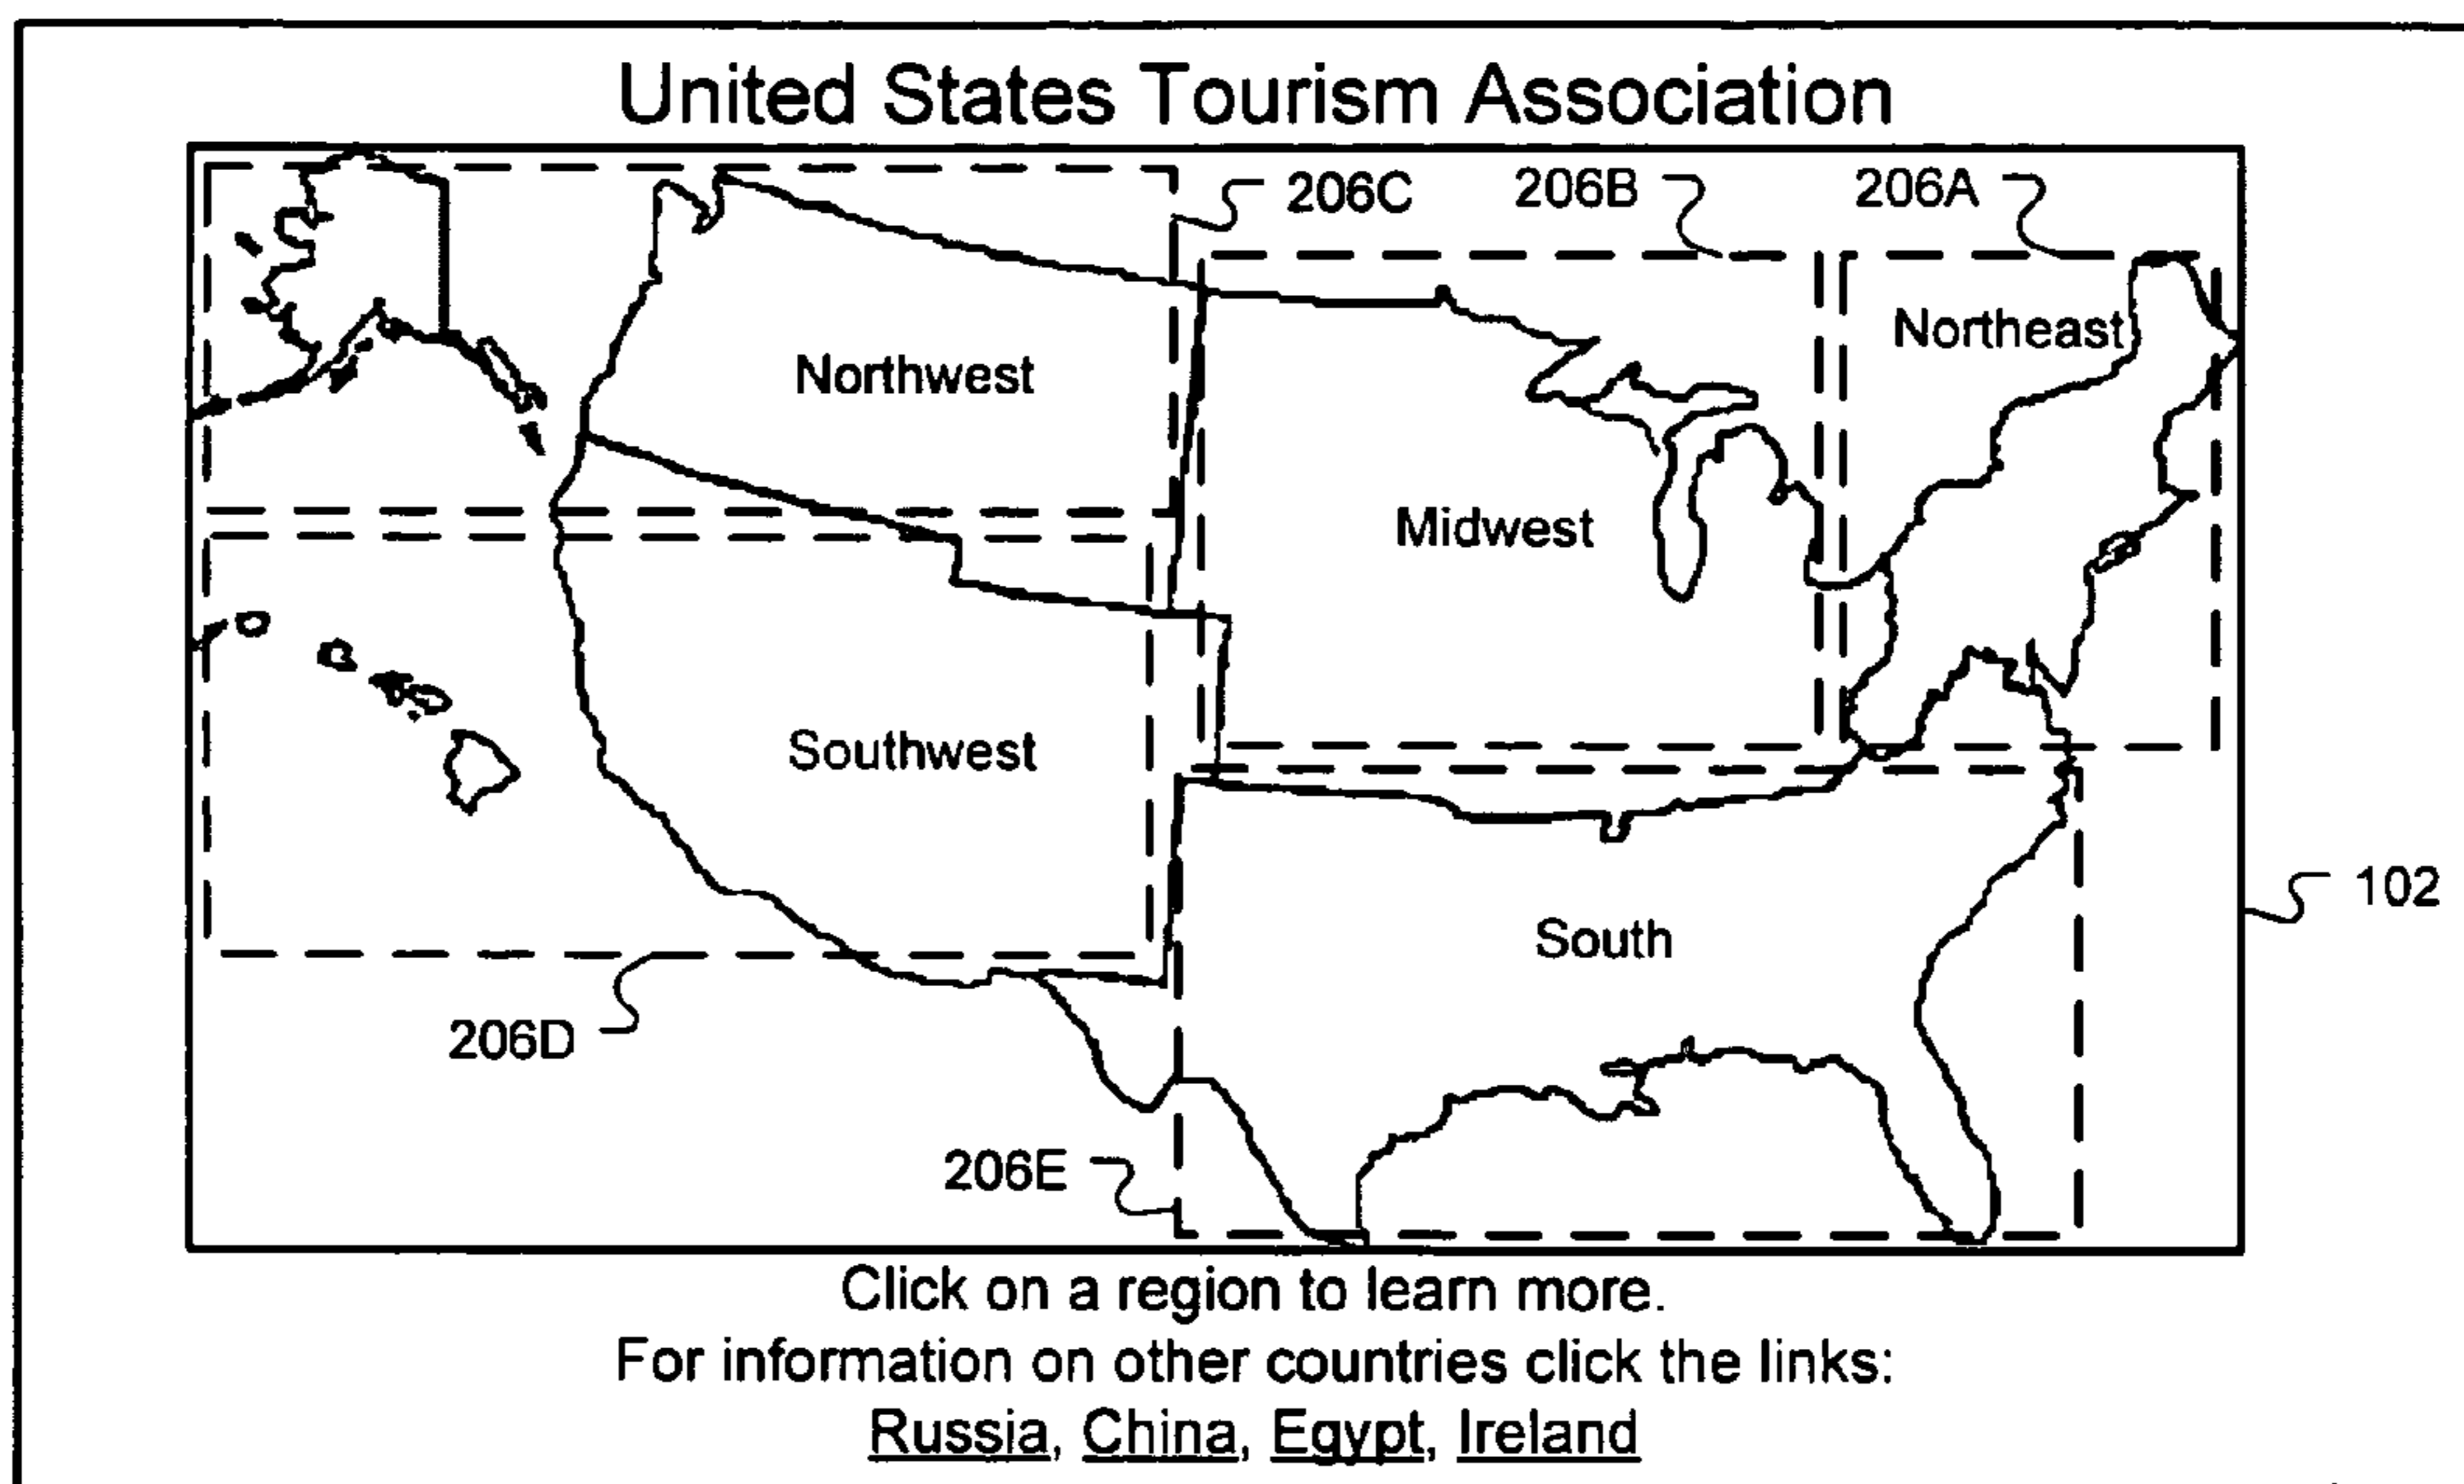 United States Tourism Association
206C
206B
206A
Northeast
Northwest
Midwest
Southwest
102
South
206D
206E
Click on a region to learn more.
For information on other countries click the links:
Russia, China, Egypt, Ireland